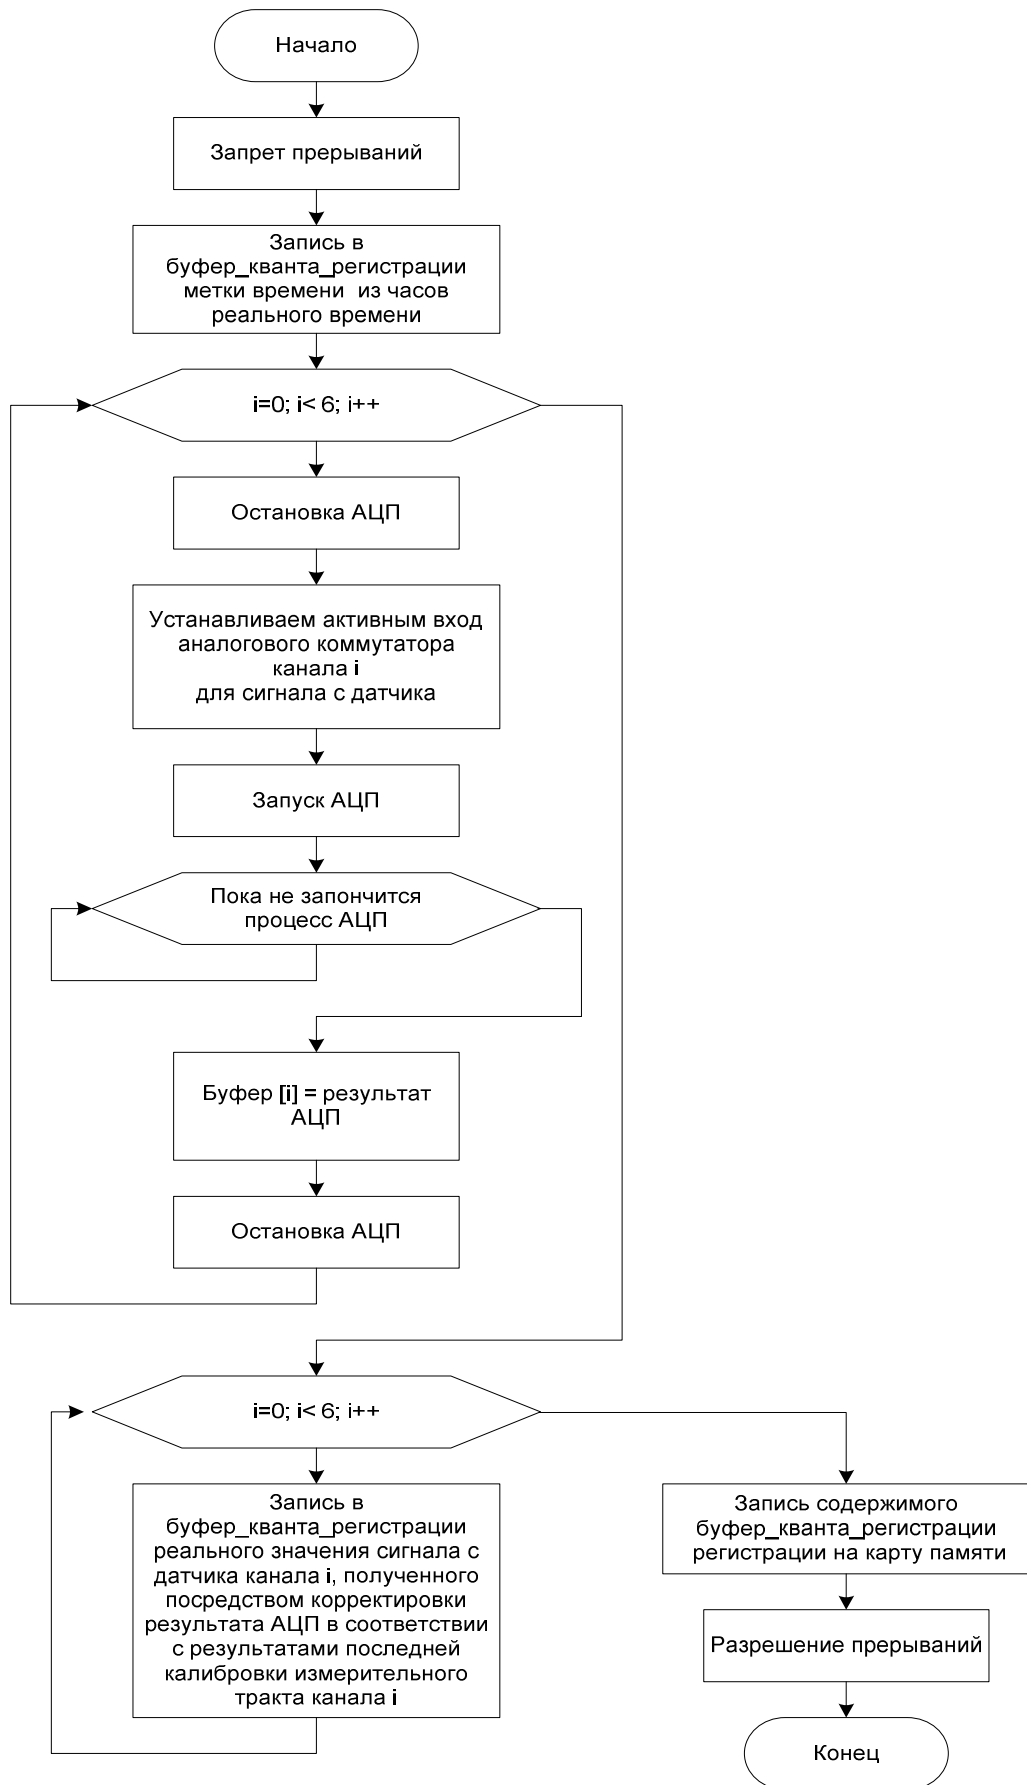 Начало
Запрет прерываний
Запись в
буфер_кванта_регистрации
метки времени из часов
реального времени
i=0; i< 6; i++
Остановка АЦП
Устанавливаем активным вход
аналогового коммутатора
канала i
для сигнала с датчика
Запуск АЦП
Пока не запончится
процесс АЦП
Буфер [i] = результат
АЦП
Остановка АЦП
i=0; i< 6; i++
Запись в
буфер_кванта_регистрации
реального значения сигнала с
датчика канала i, полученного
посредством корректировки
результата АЦП в соответствии
с результатами последней
калибровки измерительного
тракта канала i
Запись содержимого
буфер_кванта_регистрации
регистрации на карту памяти
Разрешение прерываний
Конец